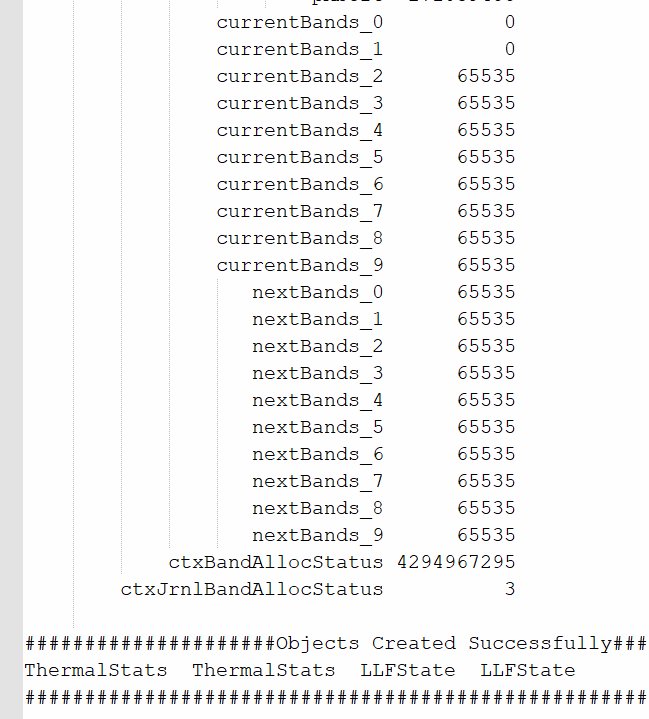 currentBands_0 0
currentBands_1 0
currentBands_2 65535
currentBands_3 65535
currentBands_4 65535
currentBands_5 65535
currentBands_6 65535
currentBands_7 65535
currentBands_8 65535
currentBands_9 65535
nextBands_0 65535
nextBands_1 65535
nextBands_2 65535
nextBands_3 65535
nextBands_4 65535
nextBands_5 65535
nextBands_6 65535
nextBands_7 65535
nextBands_8 65535
nextBands_9 65535
ctxBandAllocStatus 4294967295
ctxJrnlBandAllocStatus 3
#####################Objects Created Successfully###
ThermalStats ThermalStats LLFState LLFState
####################################################